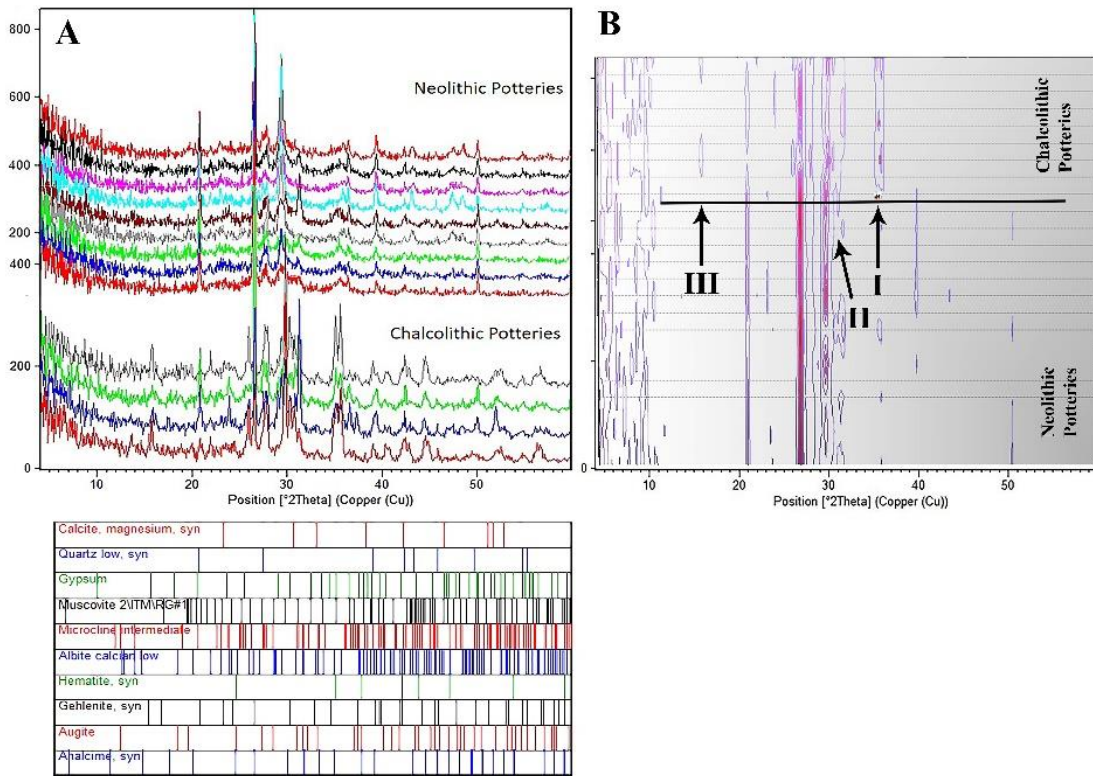 A
Neolithic Potteries
Chalcolithic Potteries
800
600
400
200
400
300
200
0
10
20
30
40
50
Position [°2Theta] (Copper (Cu))
B
Chalcolithic
Potteries
Neolithic
Potteries
III
II
I
0
10
20
30
40
50
Position [°2Theta] (Copper (Cu))
Calcite, magnesium, syn
Quartz low, syn
Gypsum
Muscovite 2\ITM\RG#1
Microcline intermediate
Albite calcian low
Hematite, syn
Gehlenite, syn
Augite
Analcime, syn